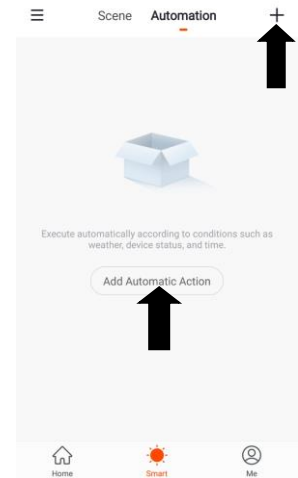 Scene Automation
Execute automatically according to conditions such as
weather, device status, and time.
Add Automatic Action
Home Smart Me